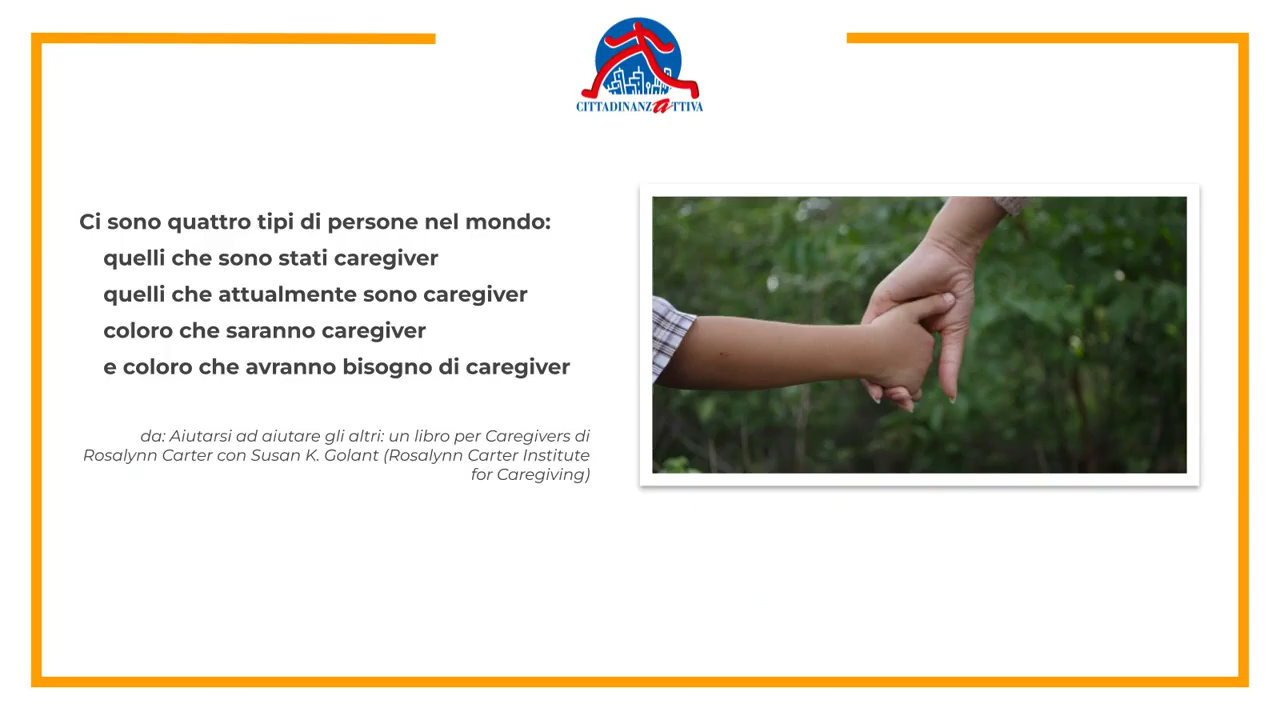 CITTADINANZATTIVA
Ci sono quattro tipi di persone nel mondo:
quelli che sono stati caregiver
quelli che attualmente sono caregiver
coloro che saranno caregiver
e coloro che avranno bisogno di caregiver
da: Aiutarsi ad aiutare gli altri: un libro per Caregivers di
Rosalynn Carter con Susan K. Golant (Rosalynn Carter Institute
for Caregiving)